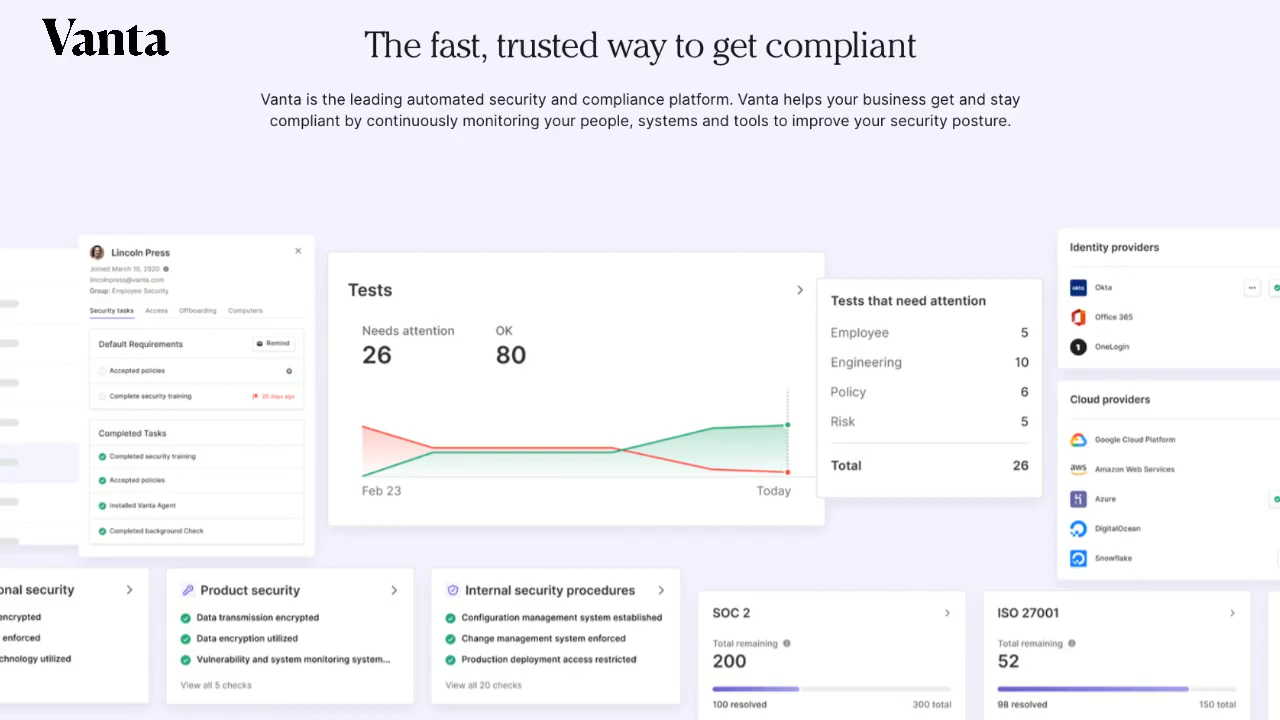 Vanta
The fast, trusted way to get compliant
Vanta is the leading automated security and compliance platform. Vanta helps your business get and stay
compliant by continuously monitoring your people, systems and tools to improve your security posture.
Lincoln Press
Joined March 10, 2020
lincolnpress@vanta.com
Group: Employee Security
Security tasks Access Offboarding Computers
Default Requirements Remind
Accepted policies
Complete security training 20 days ago
Completed Tasks
Completed security training
Accepted policies
Installed Vanta Agent
Completed background Check
Tests
Needs attention OK
26 80
Feb 23 Today
Tests that need attention
Employee 5
Engineering 10
Policy 6
Risk 5
Total 26
Identity providers
okta Okta
Office 365
1 OneLogin
Cloud providers
Google Cloud Platform
aws Amazon Web Services
Azure
DigitalOcean
Snowflake
onal security
encrypted
enforced
chnology utilized
Product security
Data transmission encrypted
Data encryption utilized
Vulnerability and system monitoring system...
View all 5 checks
Internal security procedures
Configuration management system established
Change management system enforced
Production deployment access restricted
View all 20 checks
SOC 2
Total remaining
200
100 resolved 300 total
ISO 27001
Total remaining
52
98 resolved 150 total